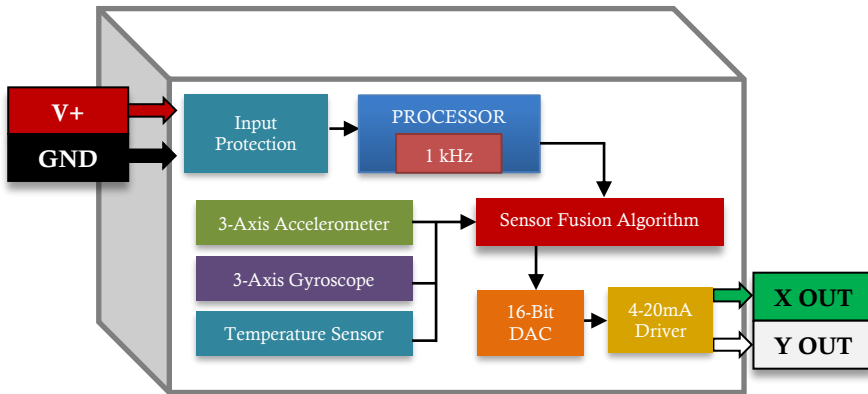 V+
GND
Input
Protection
PROCESSOR
1 kHz
3-Axis Accelerometer
3-Axis Gyroscope
Temperature Sensor
Sensor Fusion Algorithm
16-Bit
DAC
4-20mA
Driver
X OUT
Y OUT